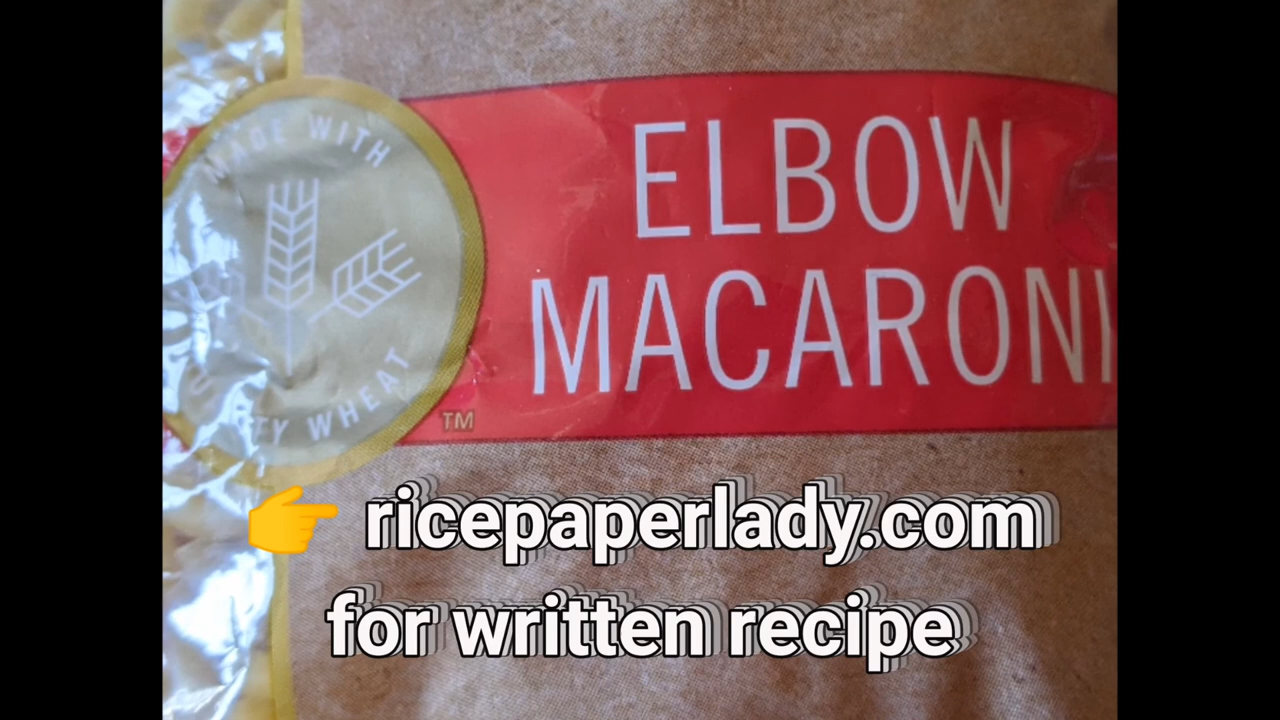 MADE WITH
WHEAT
TM
ELBOW
MACARONI
👉 ricepaperlady.com
for written recipe